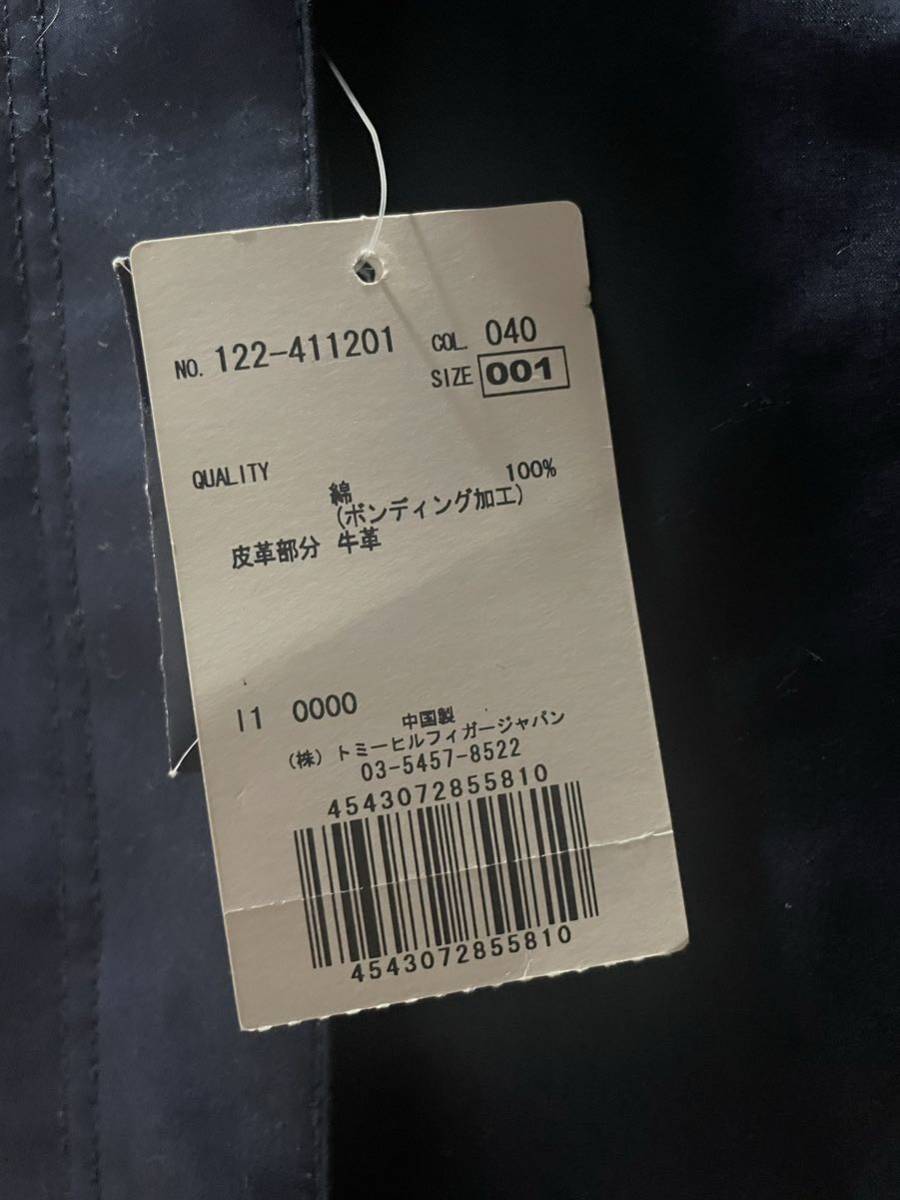 NO. 122-411201 COL. 040
SIZE 001
QUALITY
綿 100%
(ボンディング加工)
皮革部分 牛革
I1 0000
中国製
(株)トミーヒルフィガージャパン
03-5457-8522
4543072855810
4543072855810